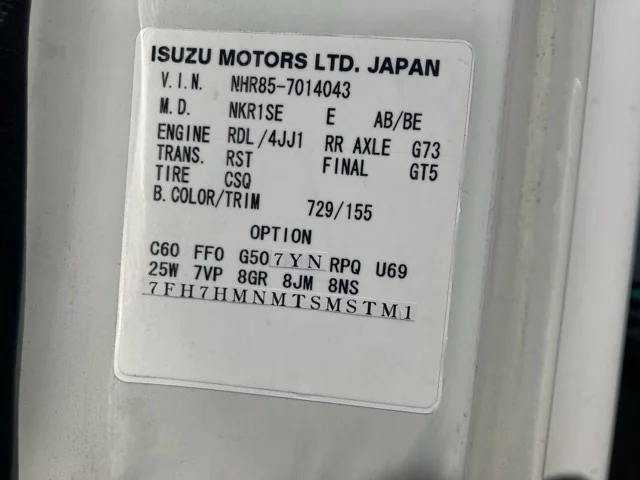 ISUZU MOTORS LTD. JAPAN
V.I.N. NHR85-7014043
M.D. NKR1SE E AB/BE
ENGINE RDL/4JJ1 RR AXLE G73
TRANS. RST FINAL GT5
TIRE CSQ
B.COLOR/TRIM 729/155
OPTION
C60 FF0 G50 7YN RPQ U69
25W 7VP 8GR 8JM 8NS
7FH7HMNMTSMSTM1